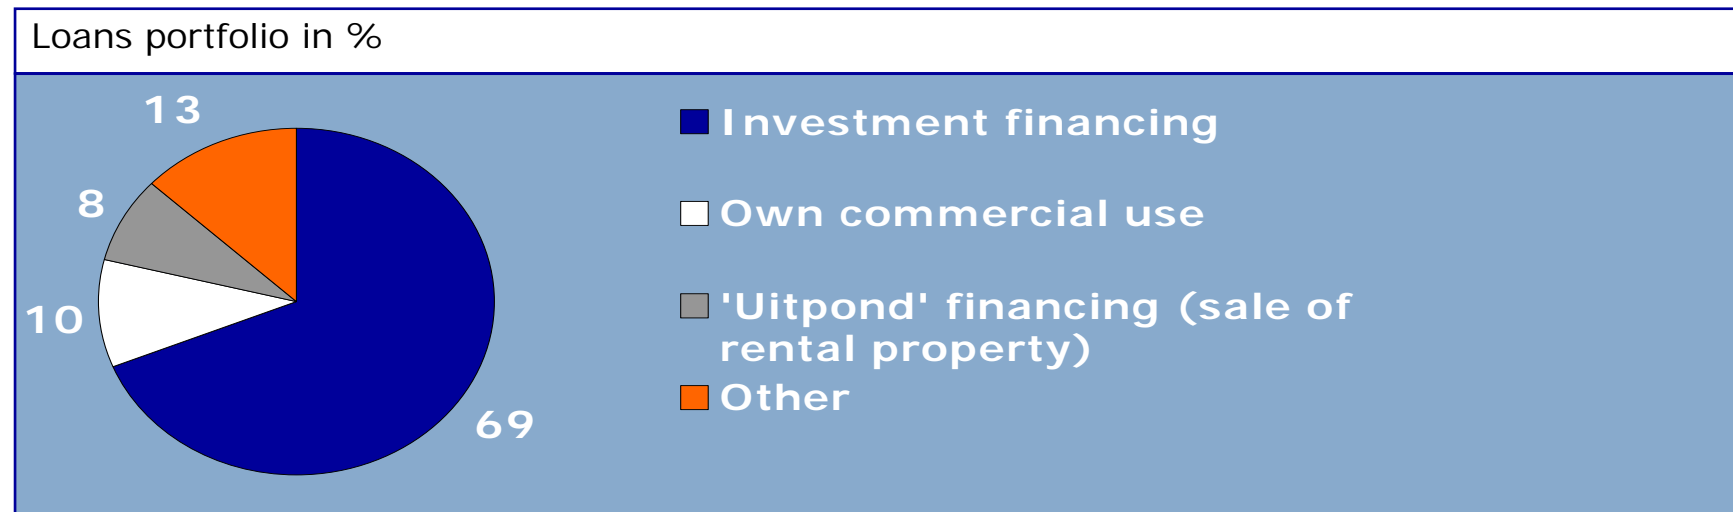 Loans portfolio in %
13
8
10
69
Investment financing
Own commercial use
'Uitpond' financing (sale of
rental property)
Other